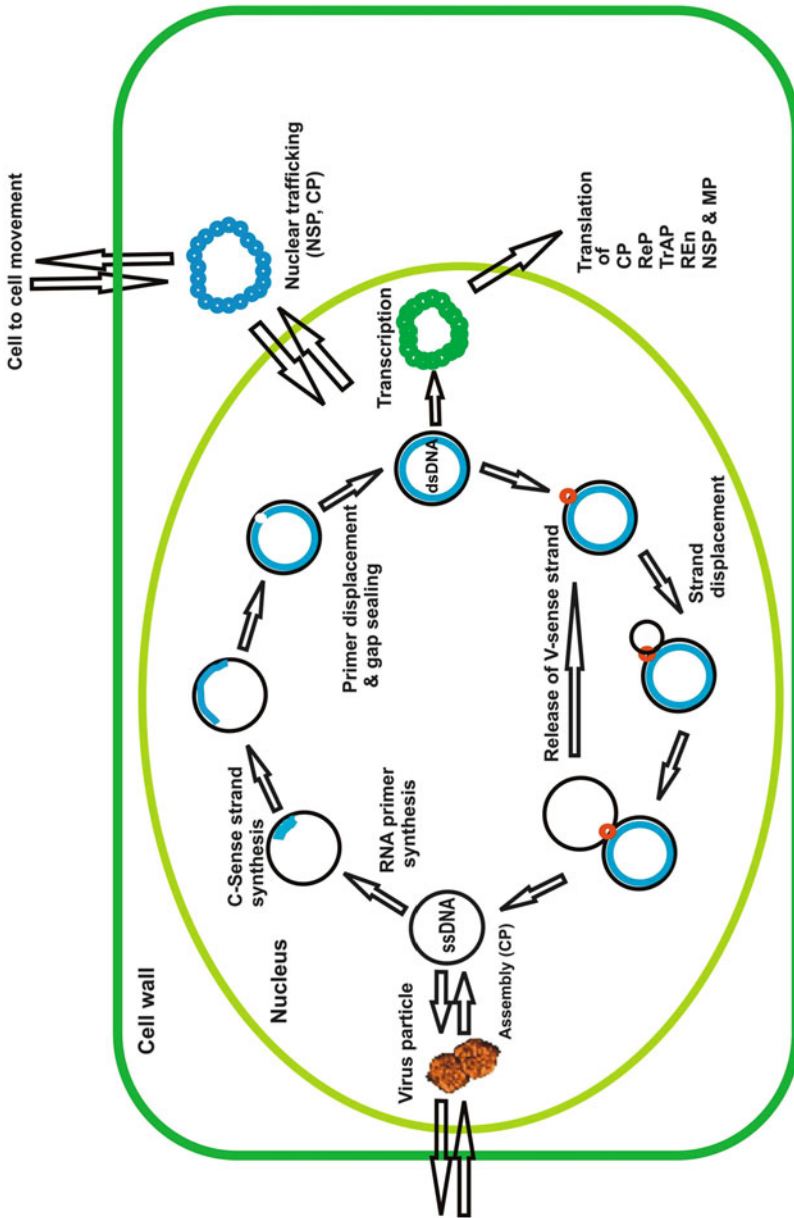 Cell wall
Nucleus
Virus particle
Assembly (CP)
ssDNA
RNA primer
synthesis
C-Sense strand
synthesis
Primer displacement
& gap sealing
dsDNA
Transcription
Nuclear trafficking
(NSP, CP)
Cell to cell movement
Translation
of
CP
ReP
TrAP
REn
NSP & MP
Strand
displacement
Release of V-sense strand